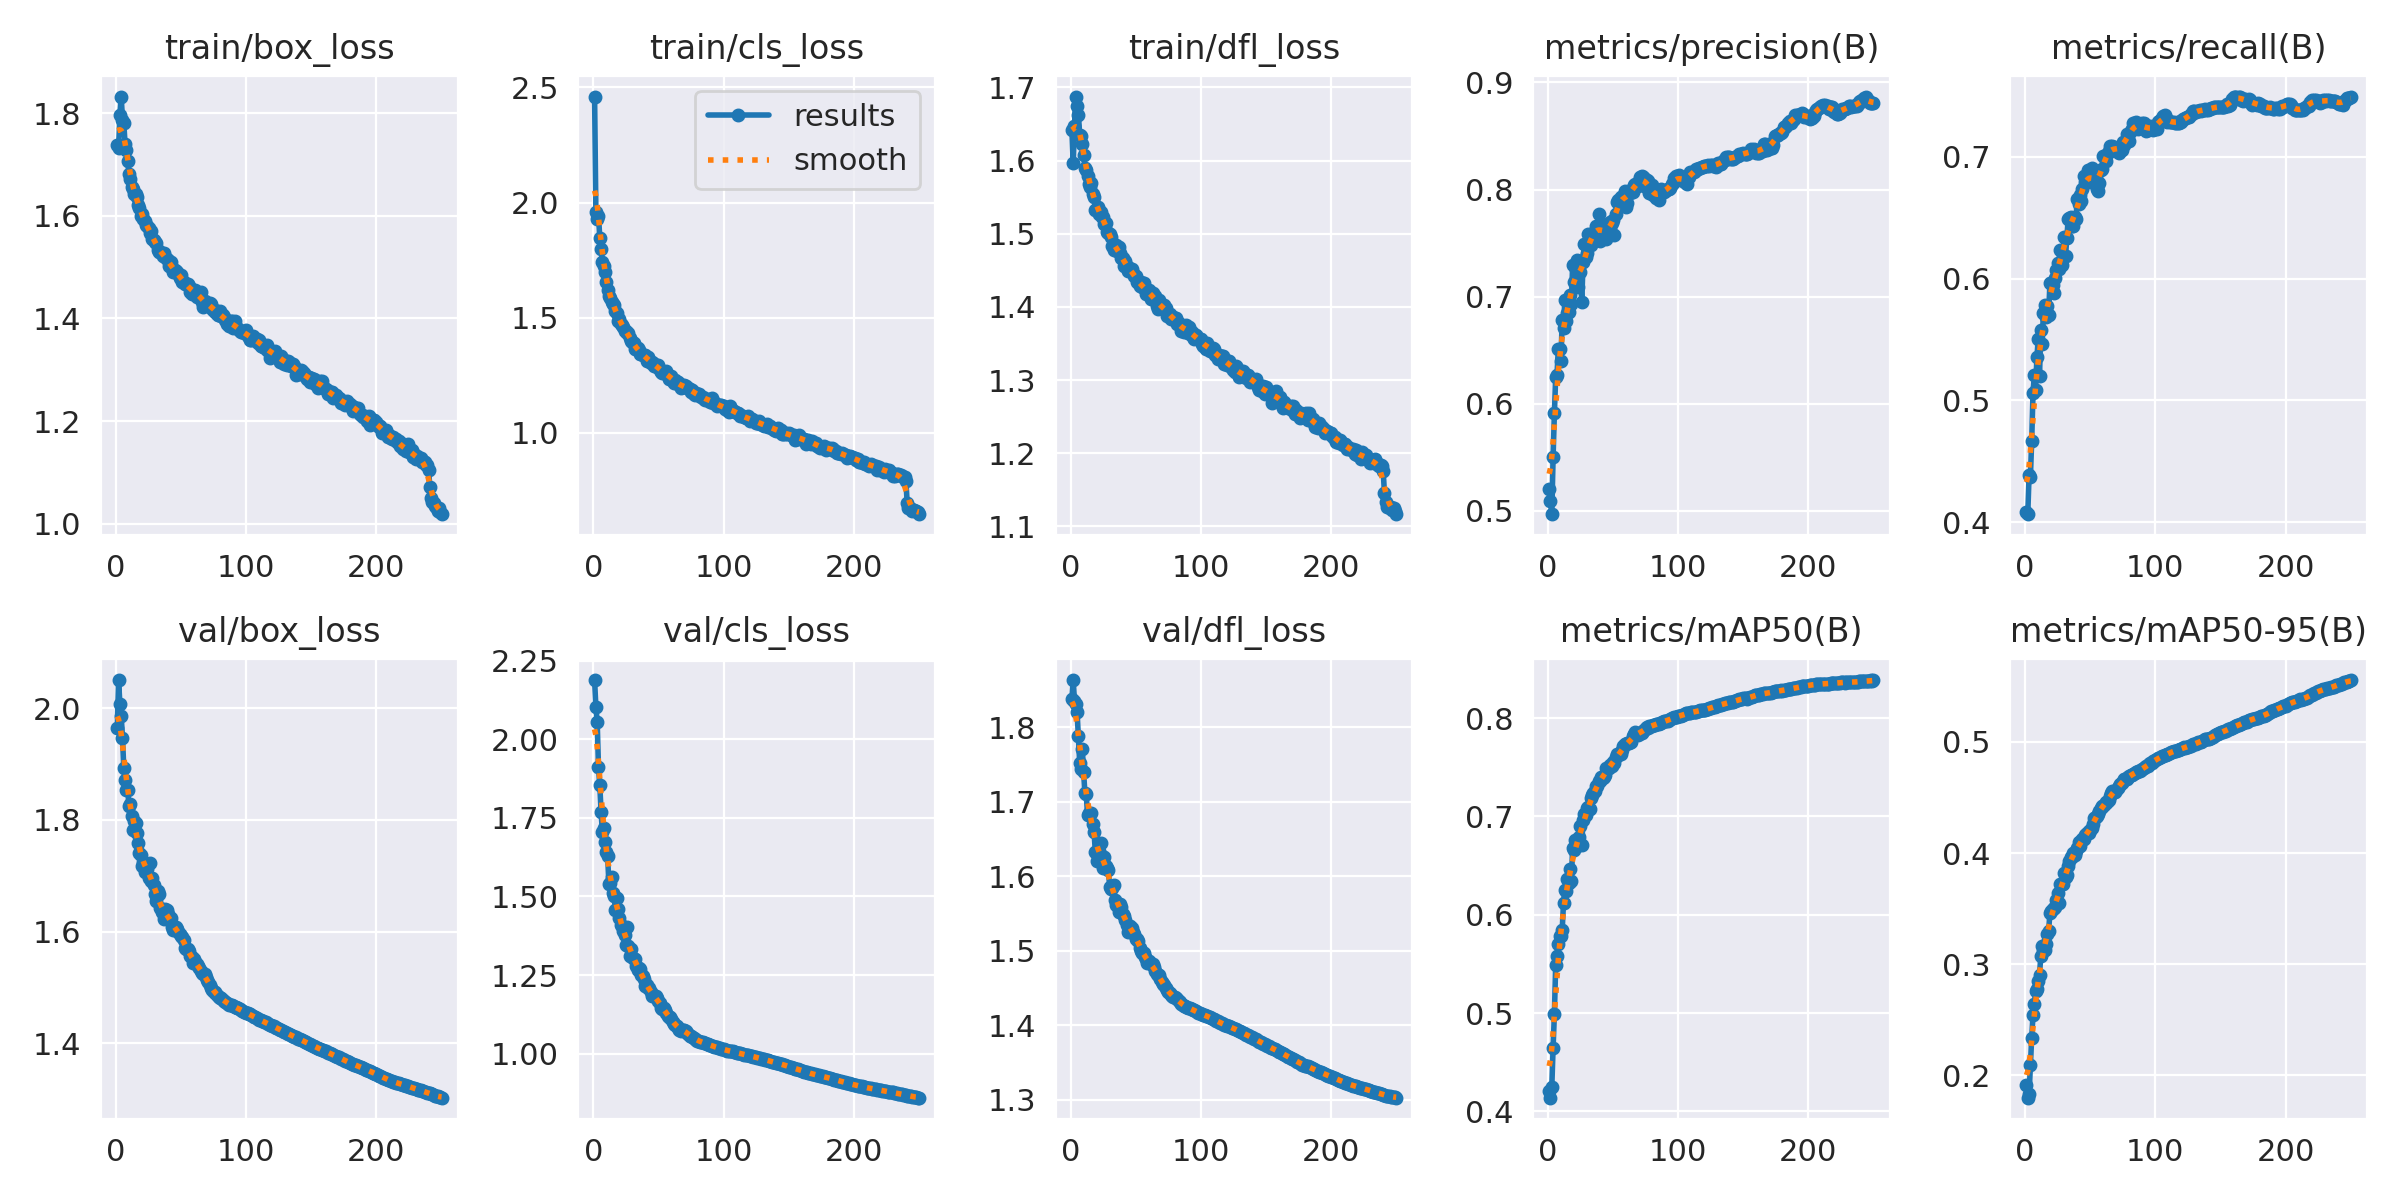 train/box_loss
train/cls_loss
train/dfl_loss
metrics/precision(B)
metrics/recall(B)
1.8
1.6
1.4
1.2
1.0
0 100 200
2.5
2.0
1.5
1.0
0 100 200
results
smooth
1.7
1.6
1.5
1.4
1.3
1.2
1.1
0 100 200
0.9
0.8
0.7
0.6
0.5
0 100 200
0.7
0.6
0.5
0.4
0 100 200
val/box_loss
val/cls_loss
val/dfl_loss
metrics/mAP50(B)
metrics/mAP50-95(B)
2.0
1.8
1.6
1.4
0 100 200
2.25
2.00
1.75
1.50
1.25
1.00
0 100 200
1.8
1.7
1.6
1.5
1.4
1.3
0 100 200
0.8
0.7
0.6
0.5
0.4
0 100 200
0.5
0.4
0.3
0.2
0 100 200